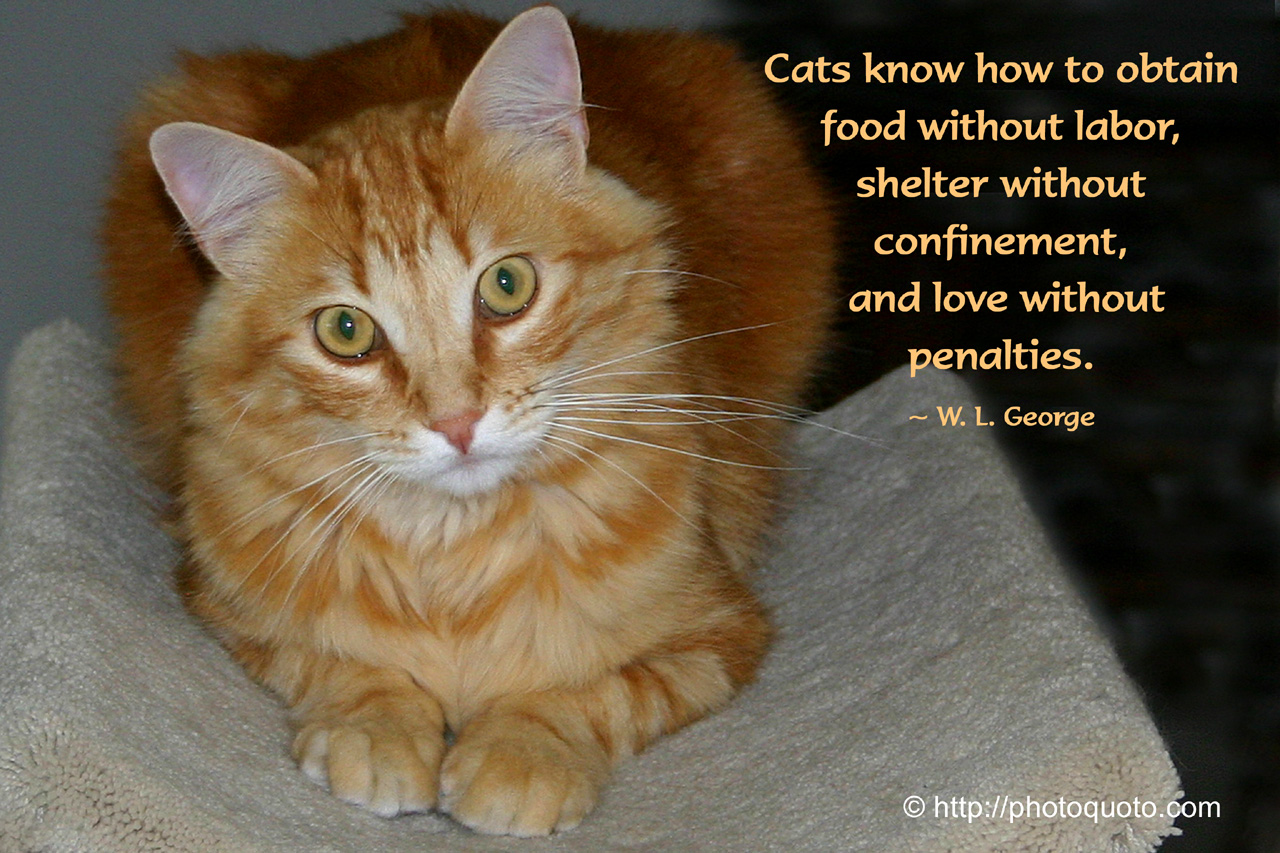 Cats know how to obtain
food without labor,
shelter without
confinement,
and love without
penalties.
~ W. L. George
© http://photoquoto.com